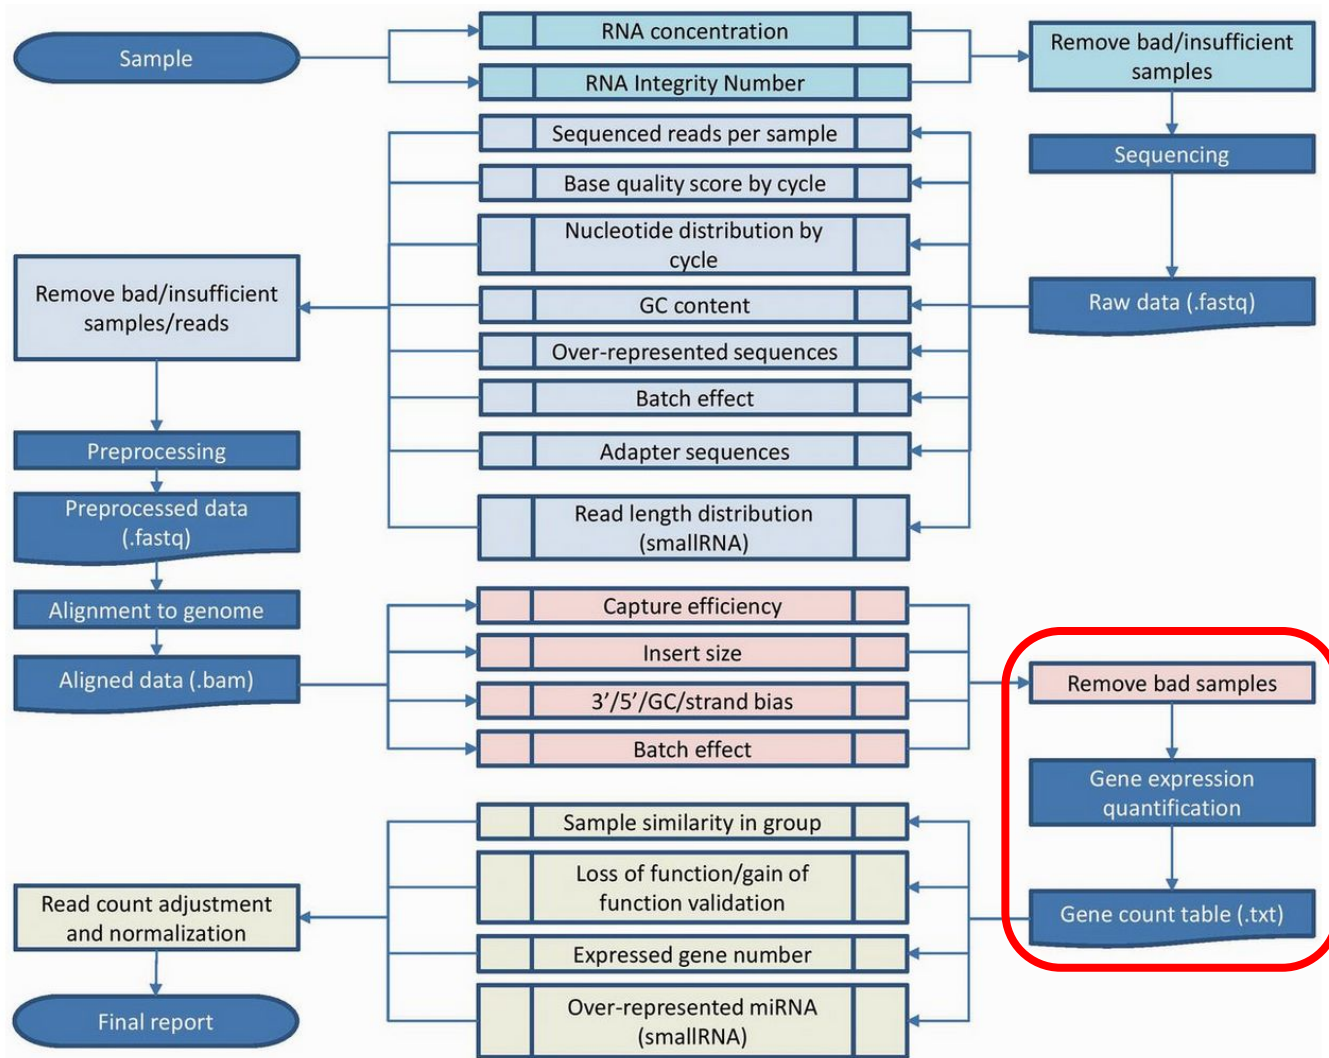 Sample
RNA concentration
RNA Integrity Number
Remove bad/insufficient
samples
Sequencing
Raw data (.fastq)
Sequenced reads per sample
Base quality score by cycle
Nucleotide distribution by
cycle
GC content
Over-represented sequences
Batch effect
Adapter sequences
Read length distribution
(smallRNA)
Remove bad/insufficient
samples/reads
Preprocessing
Preprocessed data
(.fastq)
Alignment to genome
Aligned data (.bam)
Capture efficiency
Insert size
3’/5’/GC/strand bias
Batch effect
Remove bad samples
Gene expression
quantification
Gene count table (.txt)
Sample similarity in group
Loss of function/gain of
function validation
Expressed gene number
Over-represented miRNA
(smallRNA)
Read count adjustment
and normalization
Final report